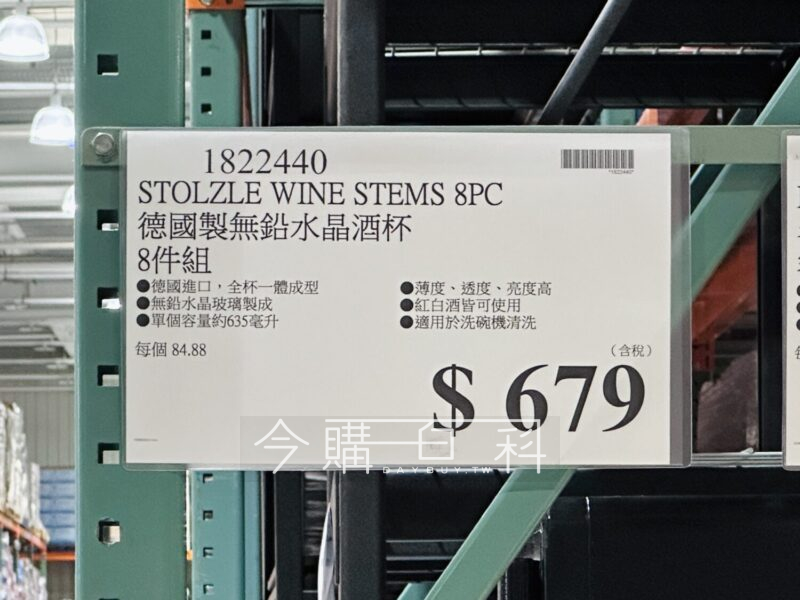 1822440
*1822440*
STOLZLE WINE STEMS 8PC
德國製無鉛水晶酒杯
8件組
●德國進口，全杯一體成型
●無鉛水晶玻璃製成
●單個容量約635毫升
●薄度、透度、亮度高
●紅白酒皆可使用
●適用於洗碗機清洗
每個 84.88
（含稅）
$ 679
今購百科
DAYBUY.TW